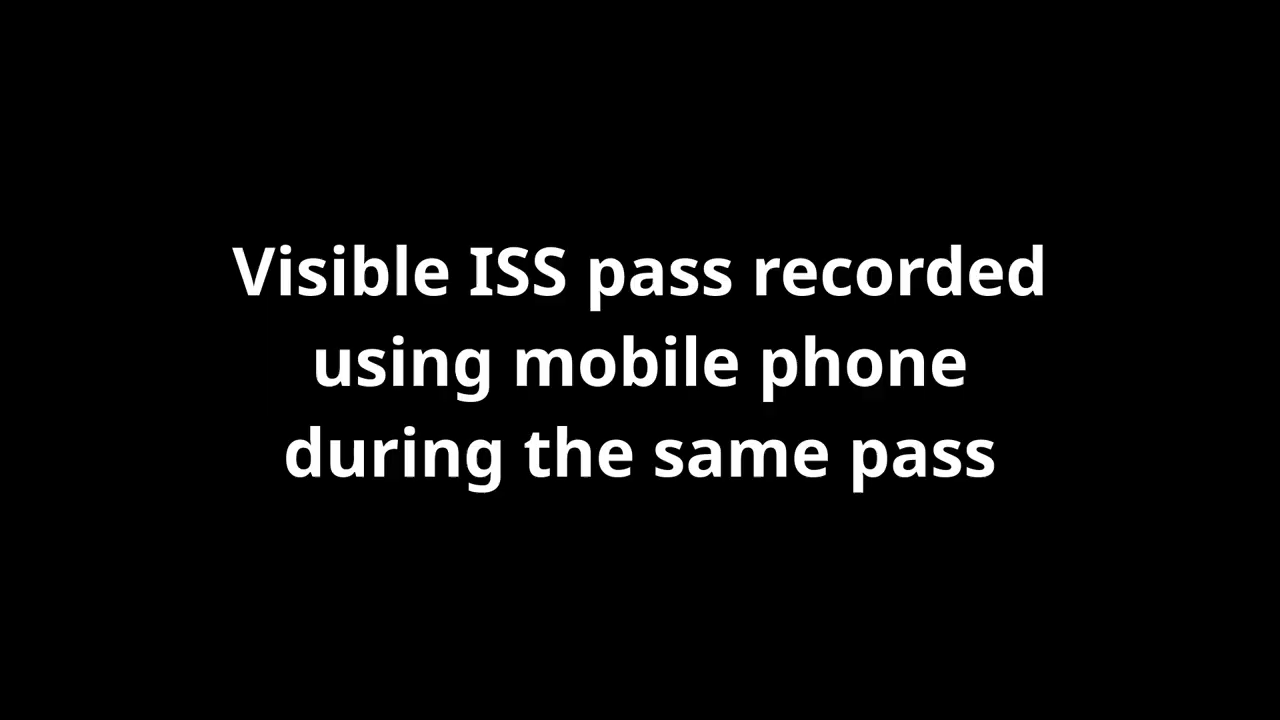 Visible ISS pass recorded
using mobile phone
during the same pass